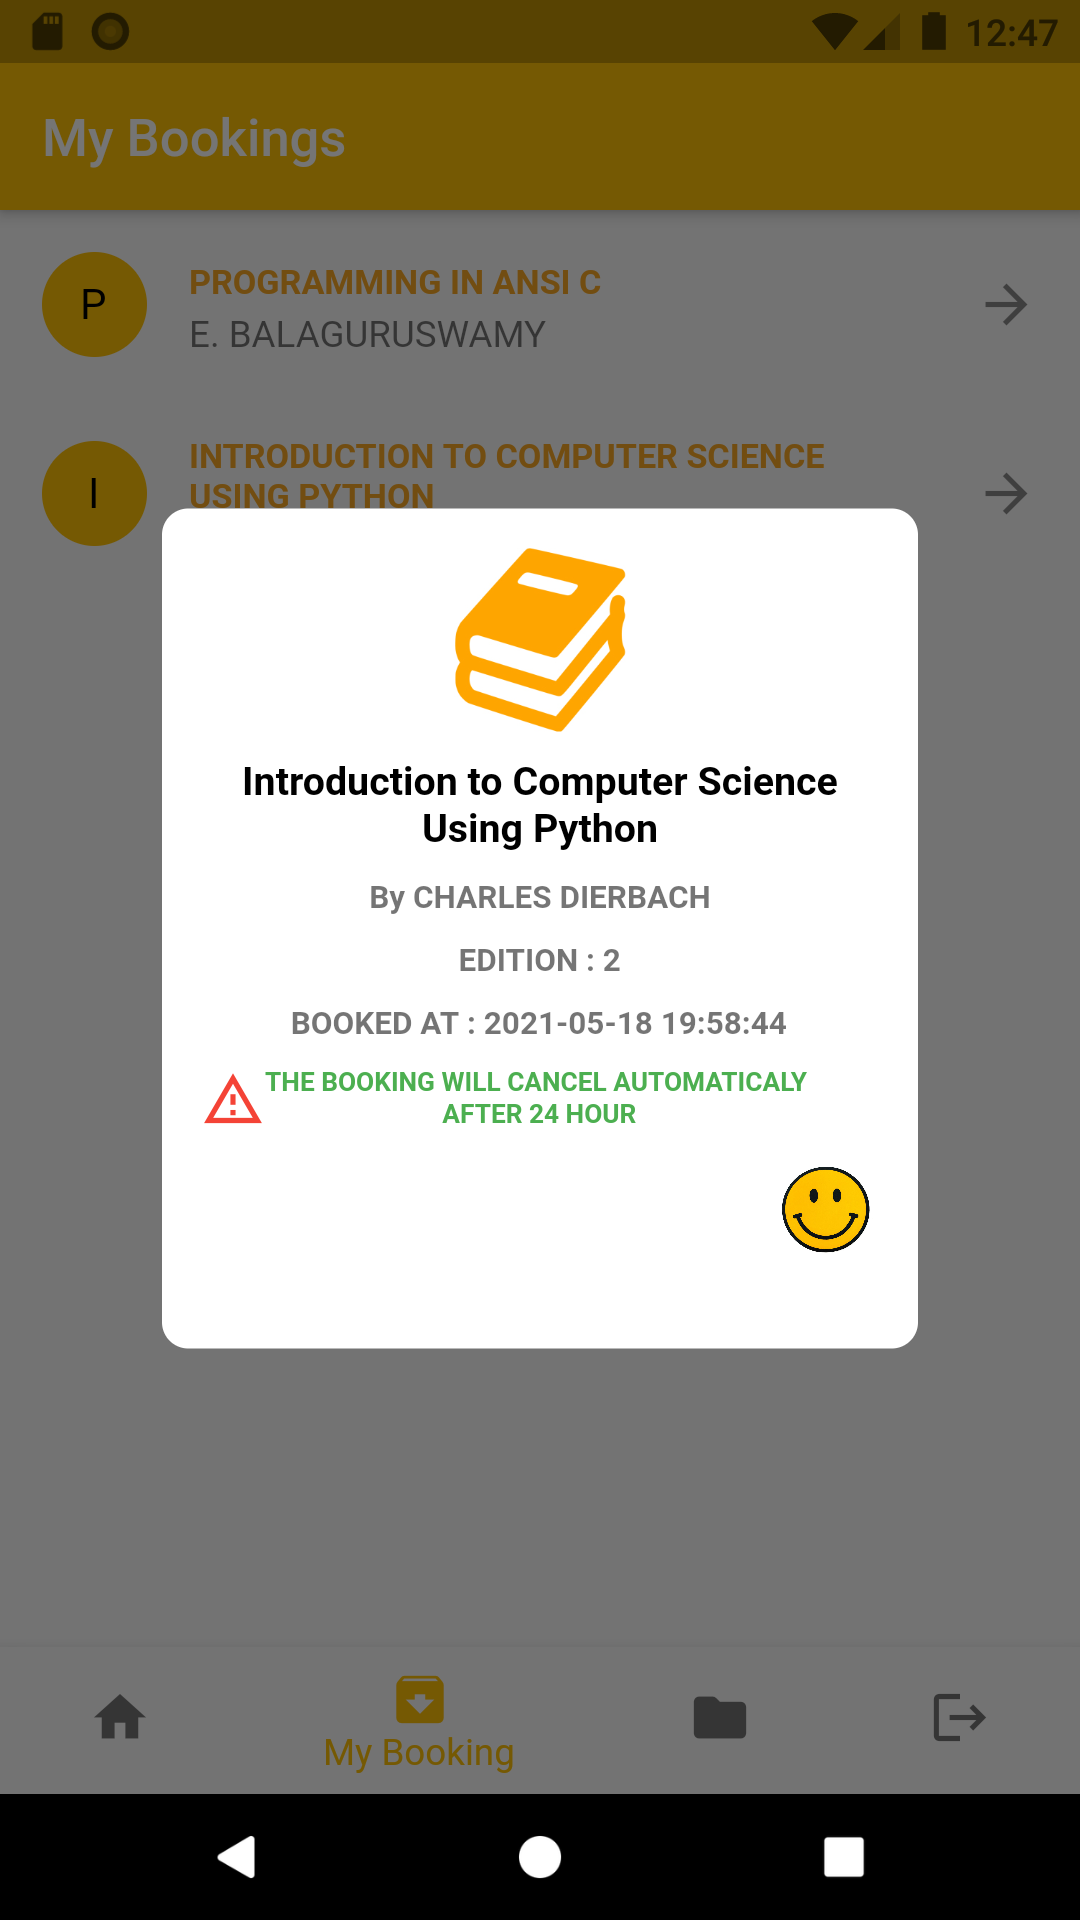 12:47
My Bookings
P
PROGRAMMING IN ANSI C
E. BALAGURUSWAMY
I
INTRODUCTION TO COMPUTER SCIENCE
USING PYTHON
Introduction to Computer Science
Using Python
By CHARLES DIERBACH
EDITION : 2
BOOKED AT : 2021-05-18 19:58:44
THE BOOKING WILL CANCEL AUTOMATICALY
AFTER 24 HOUR
My Booking